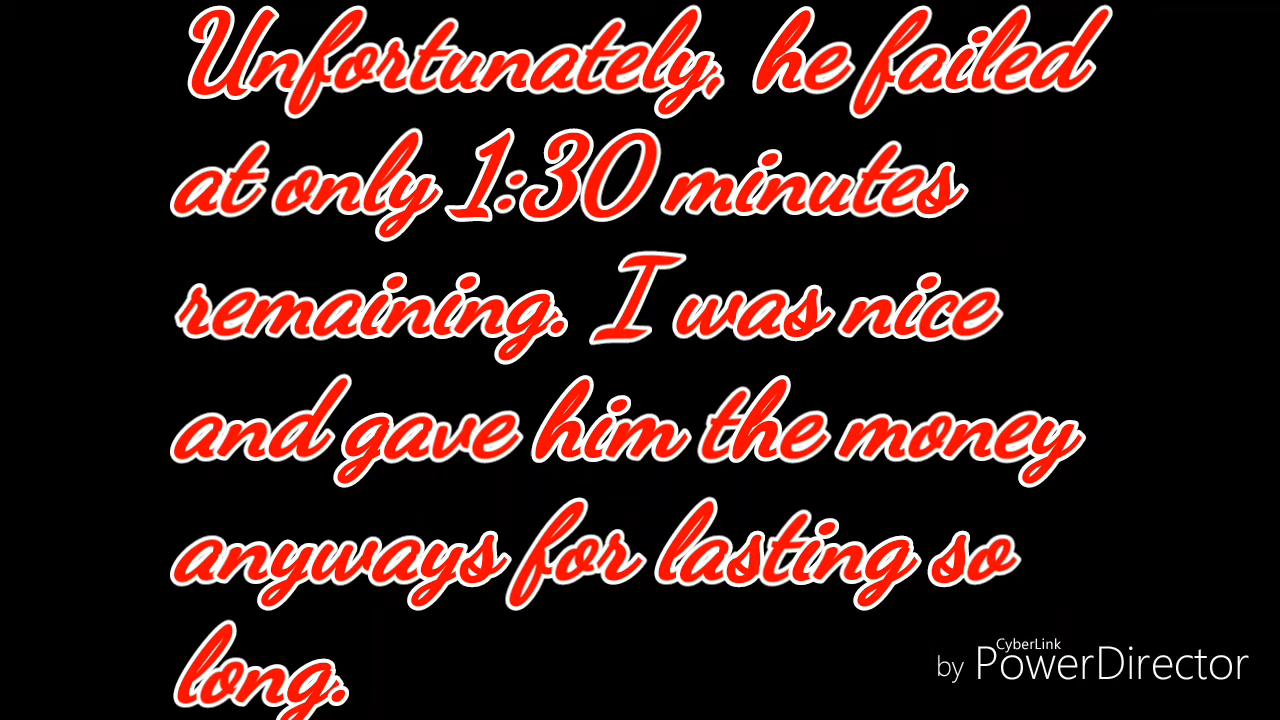 Unfortunately, he failed
at only 1:30 minutes
remaining. I was nice
and gave him the money
anyways for lasting so
long.
CyberLink
by PowerDirector